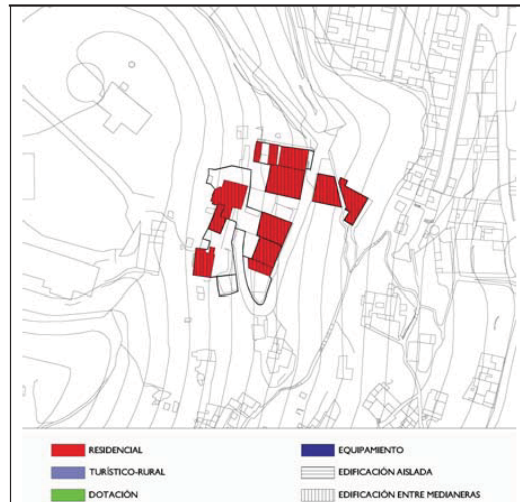 RESIDENCIAL
TURÍSTICO-RURAL
DOTACIÓN
EQUIPAMIENTO
EDIFICACIÓN AISLADA
EDIFICACIÓN ENTRE MEDIANERAS